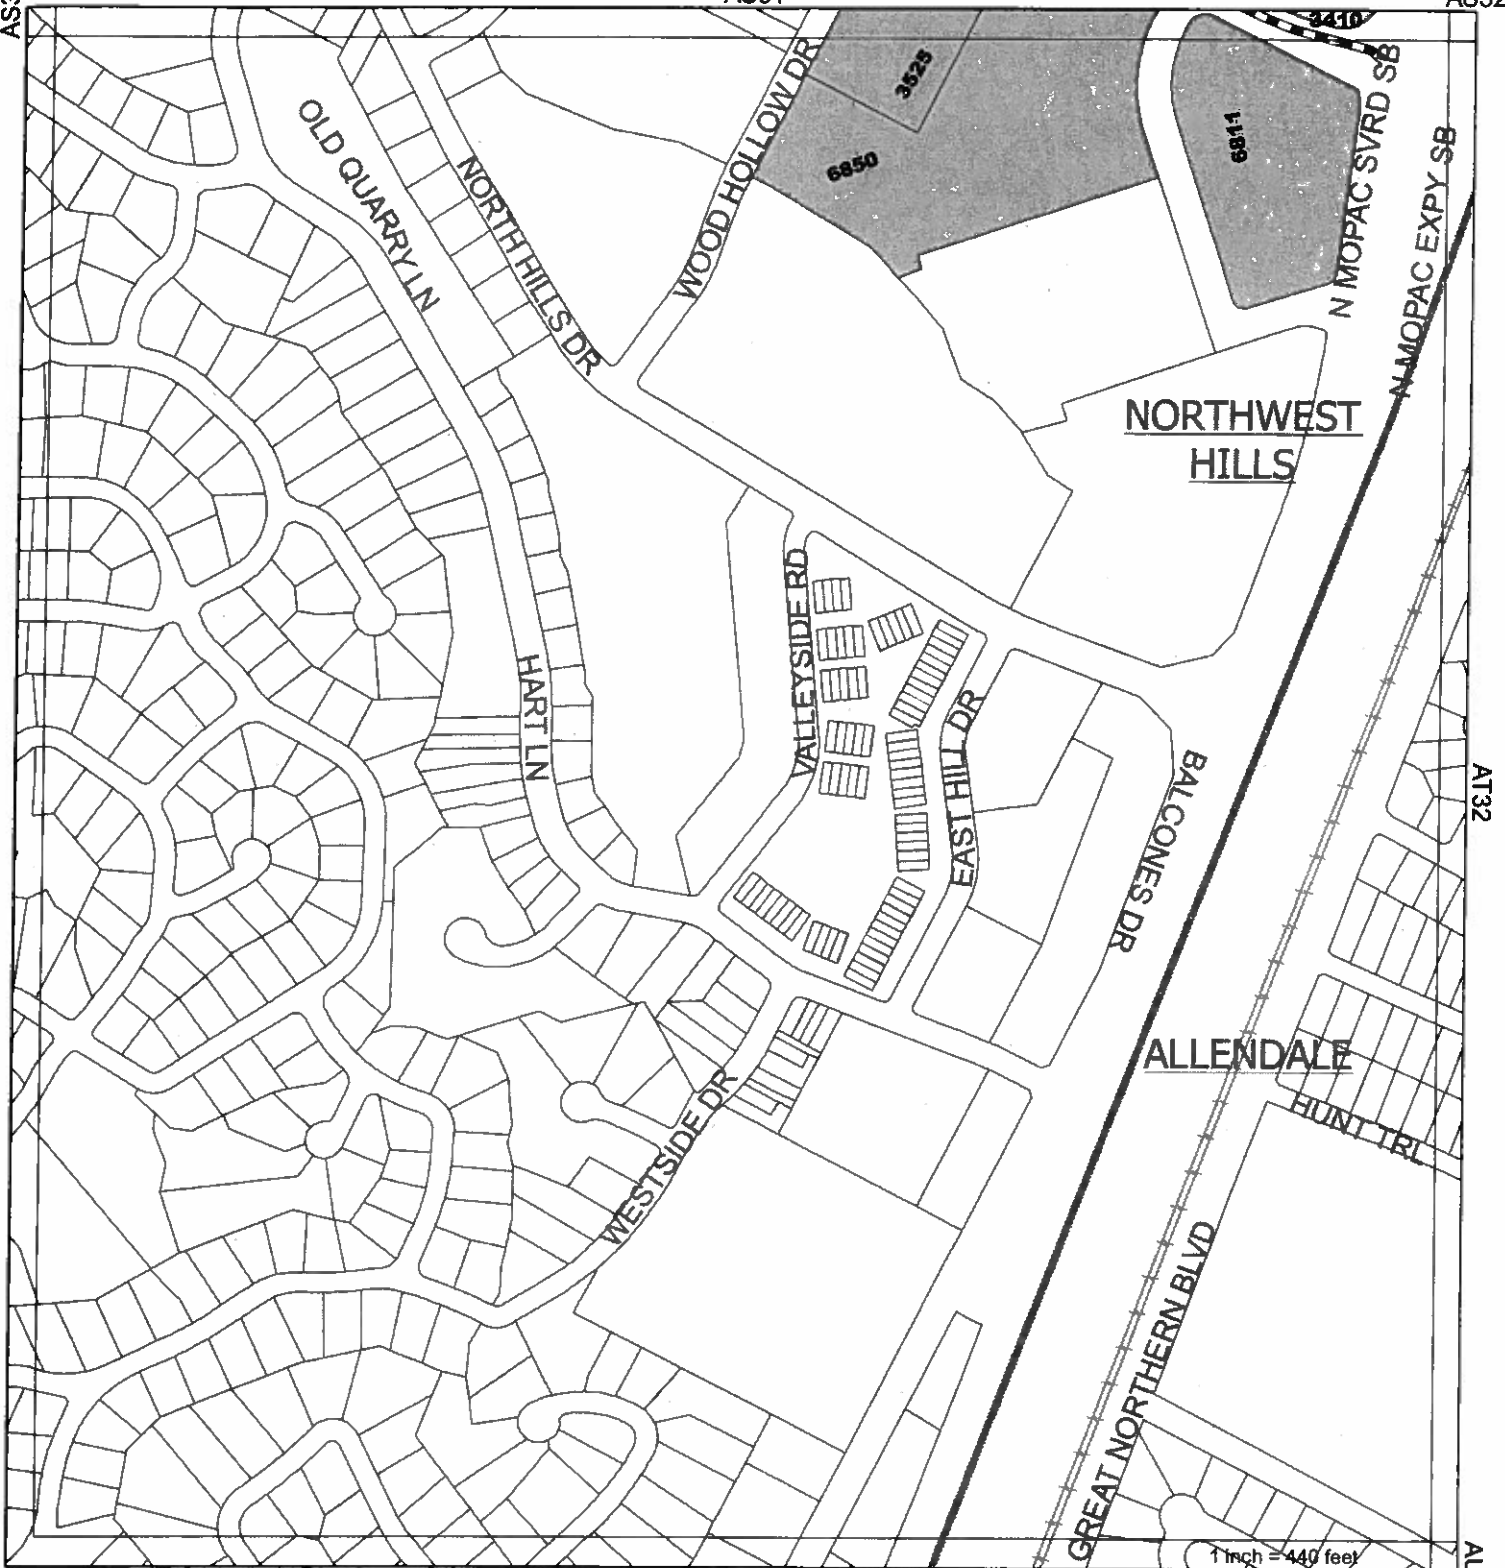 3410
3525
6850
6811
WOOD HOLLOW DR
N MOPAC SVRD SB
N MOPAC EXPY SB
OLD QUARRY LN
NORTH HILLS DR
NORTHWEST
HILLS
VALLEYSIDE RD
HART LN
EAST HILL DR
BALCONES DR
AT32
ALLENDALE
HUNT TRL
WESTSIDE DR
GREAT NORTHERN BLVD
1 inch = 440 feet